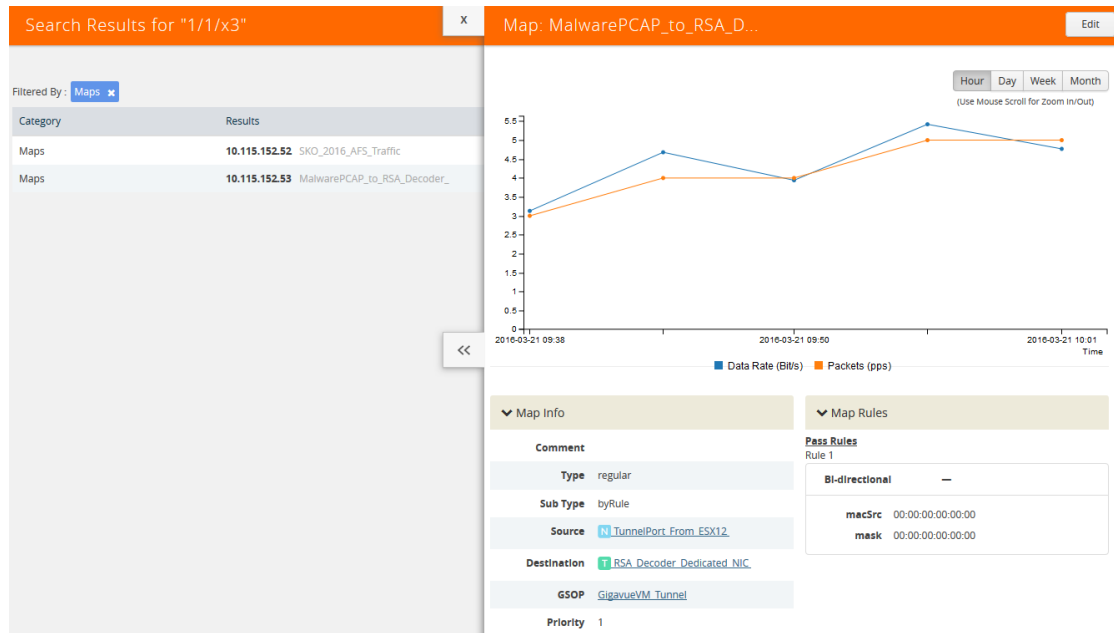 Search Results for "1/1/x3"
x
Filtered By : Maps x
Category Results
Maps 10.115.152.52 SKO_2016_AFS_Traffic
Maps 10.115.152.53 MalwarePCAP_to_RSA_Decoder_
<<
Map: MalwarePCAP_to_RSA_D...
Edit
Hour Day Week Month
(Use Mouse Scroll for Zoom In/Out)
5.5
5
4.5
4
3.5
3
2.5
2
1.5
1
0.5
0
2016-03-21 09:38 2016-03-21 09:50 2016-03-21 10:01
Time
Data Rate (Bit/s) Packets (pps)
Map Info
Comment
Type regular
Sub Type byRule
Source N TunnelPort_From_ESX12_
Destination T RSA_Decoder_Dedicated_NIC_
GSOP GigavueVM_Tunnel
Priority 1
Map Rules
Pass Rules
Rule 1
Bi-directional —
macSrc 00:00:00:00:00:00
mask 00:00:00:00:00:00